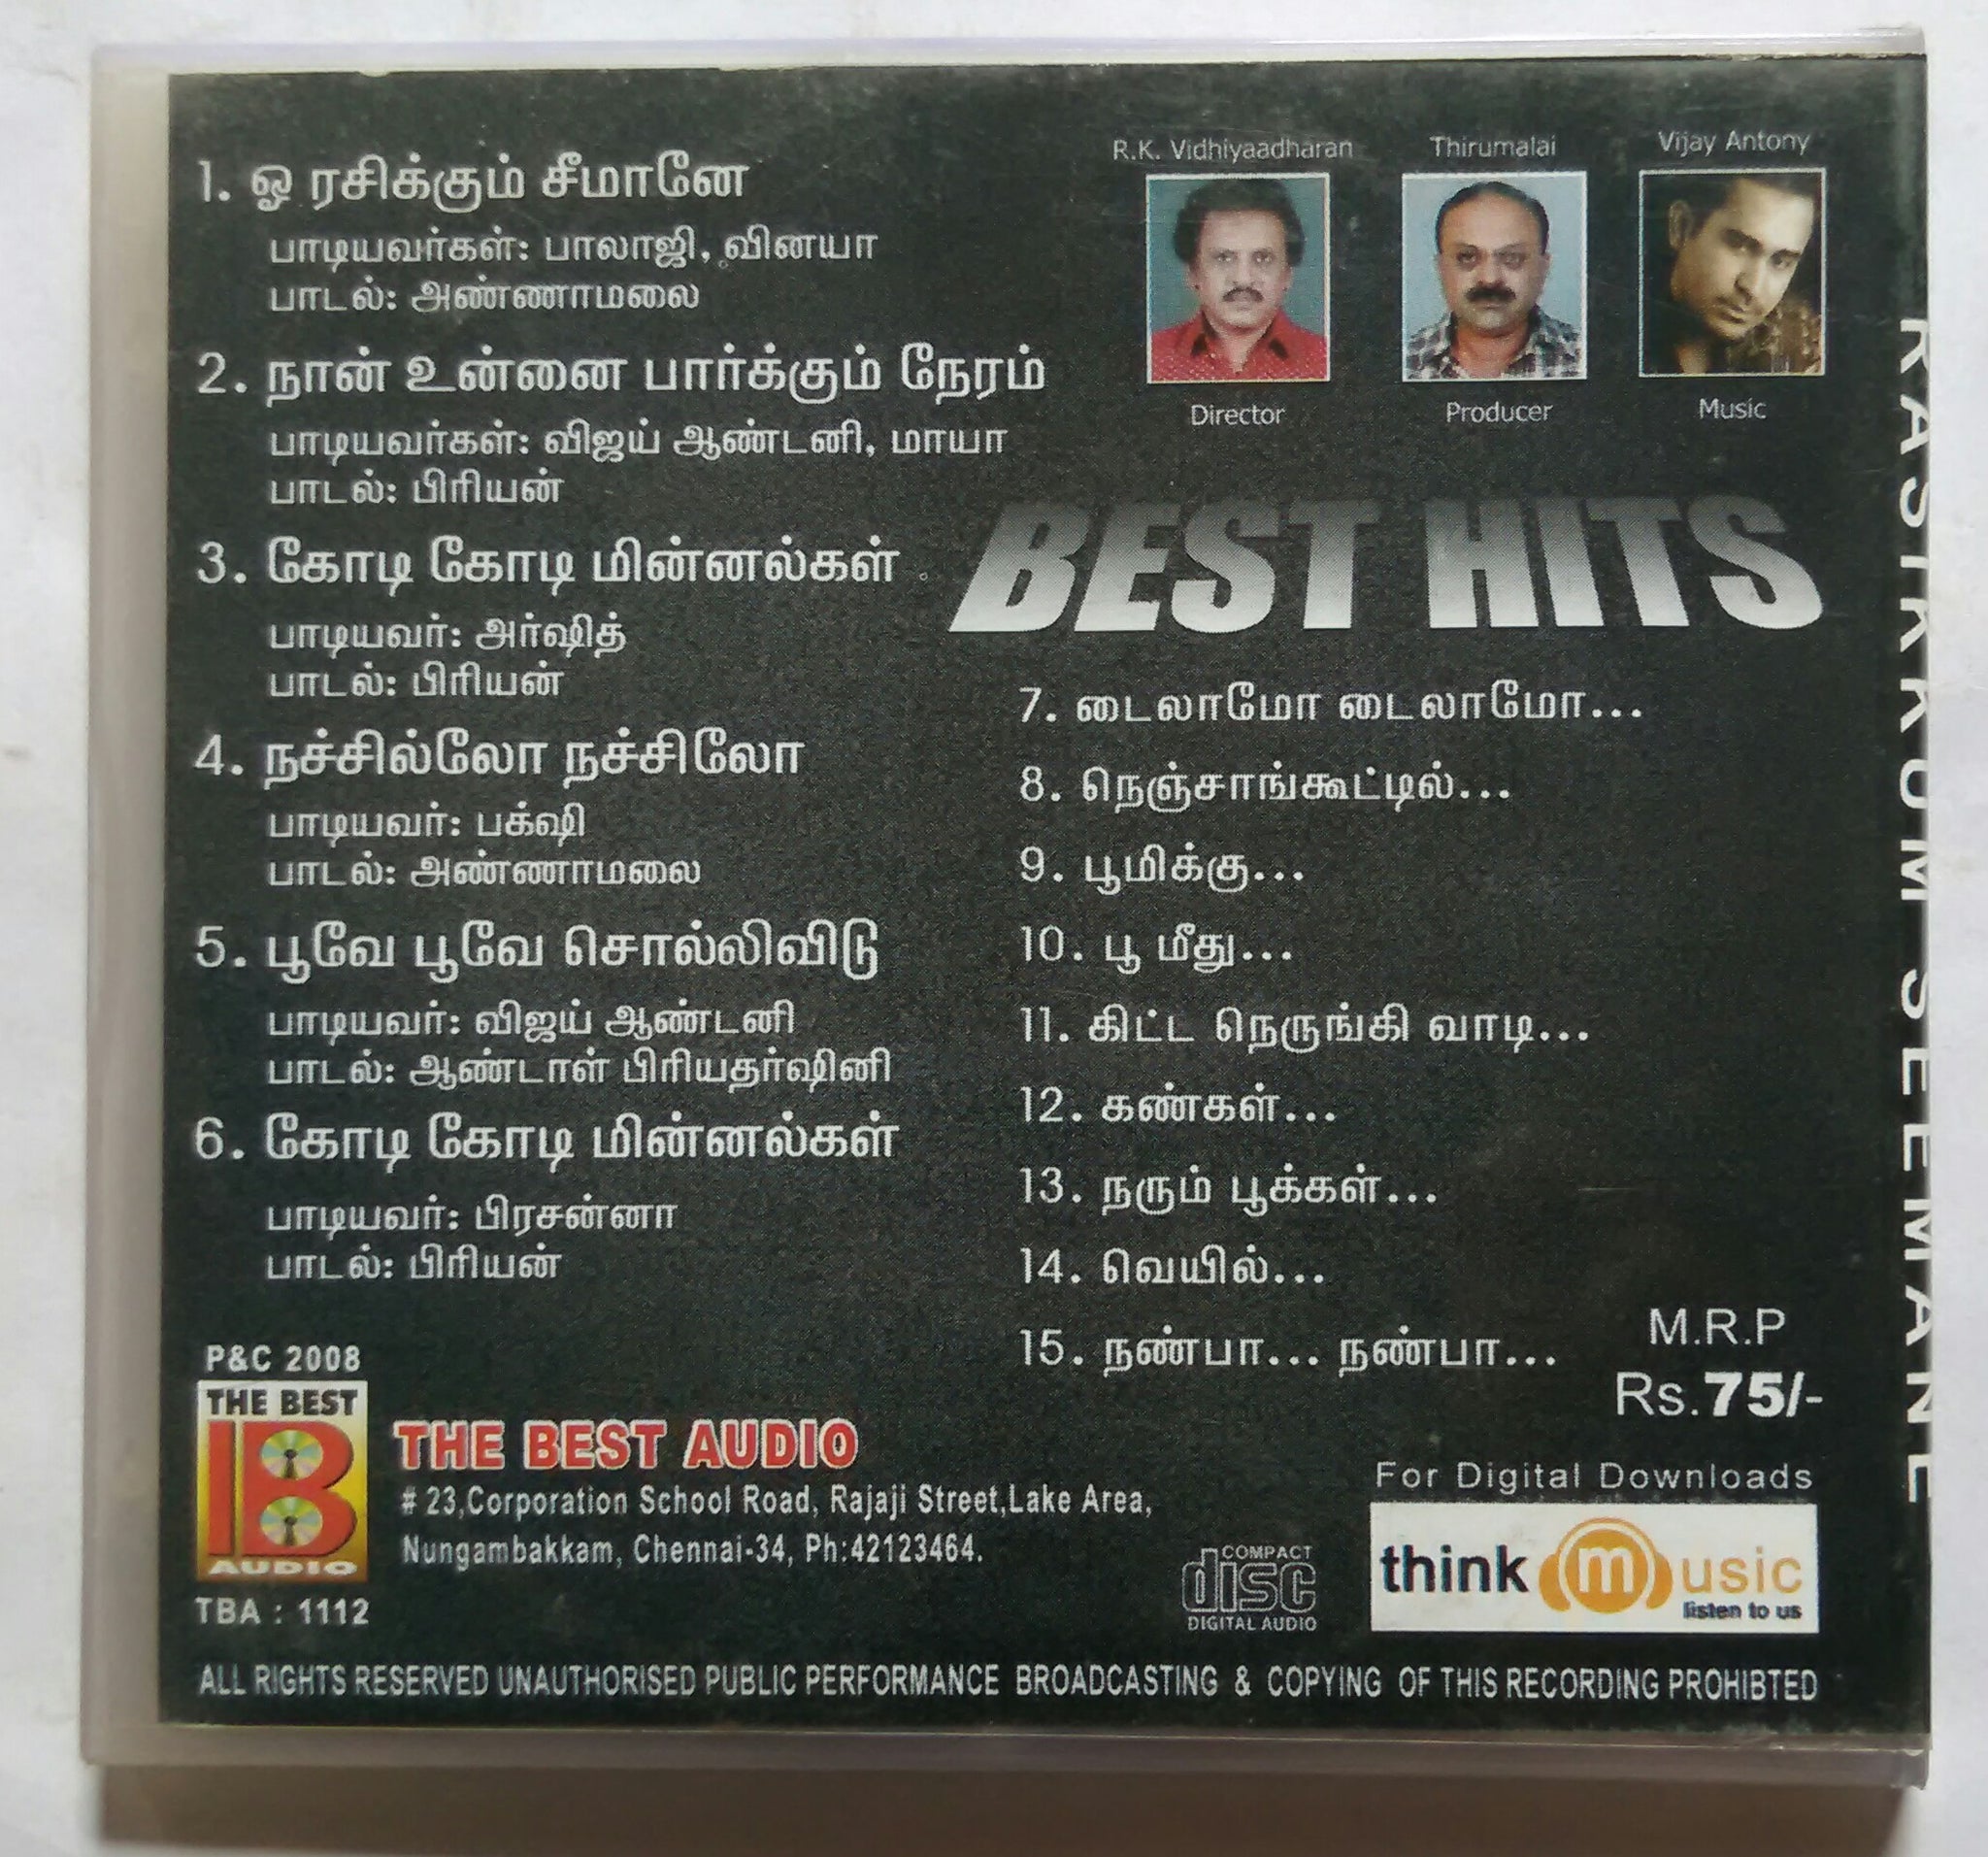 1. ஓ ரசிக்கும் சீமானே
பாடியவர்கள்: பாலாஜி, வினயா
பாடல்: அண்ணாமலை
2. நான் உன்னை பார்க்கும் நேரம்
பாடியவர்கள்: விஜய் ஆண்டனி, மாயா
பாடல்: பிரியன்
3. கோடி கோடி மின்னல்கள்
பாடியவர்: அர்ஷித்
பாடல்: பிரியன்
4. நச்சில்லோ நச்சிலோ
பாடியவர்: பக்ஷி
பாடல்: அண்ணாமலை
5. பூவே பூவே சொல்லிவிடு
பாடியவர்: விஜய் ஆண்டனி
பாடல்: ஆண்டாள் பிரியதர்ஷினி
6. கோடி கோடி மின்னல்கள்
பாடியவர்: பிரசன்னா
பாடல்: பிரியன்
R.K. Vidhiyaadharan Thirumalai Vijay Antony
Director Producer Music
BEST HITS
7. டைலாமோ டைலாமோ...
8. நெஞ்சாங்கூட்டில்...
9. பூமிக்கு...
10. பூ மீது...
11. கிட்ட நெருங்கி வாடி...
12. கண்கள்...
13. நரும் பூக்கள்...
14. வெயில்...
15. நண்பா... நண்பா...
M.R.P
Rs.75/-
P&C 2008
THE BEST
B
AUDIO
TBA : 1112
THE BEST AUDIO
# 23,Corporation School Road, Rajaji Street,Lake Area,
Nungambakkam, Chennai-34, Ph:42123464.
COMPACT
disc
DIGITAL AUDIO
For Digital Downloads
think music
listen to us
ALL RIGHTS RESERVED UNAUTHORISED PUBLIC PERFORMANCE BROADCASTING & COPYING OF THIS RECORDING PROHIBTED
RASIKKUM SEEMANE